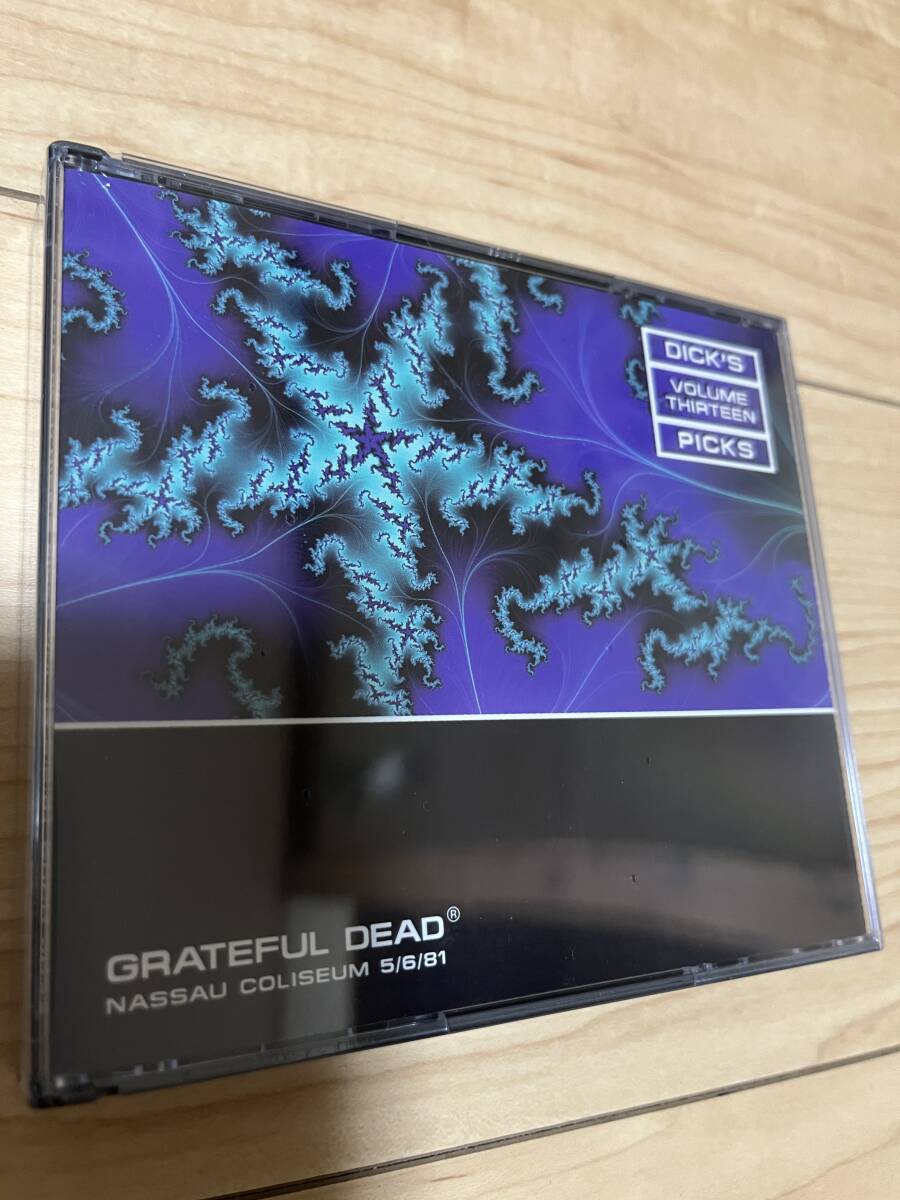 DICK'S
VOLUME
THIRTEEN
PICKS
GRATEFUL DEAD®
NASSAU COLISEUM 5/6/81